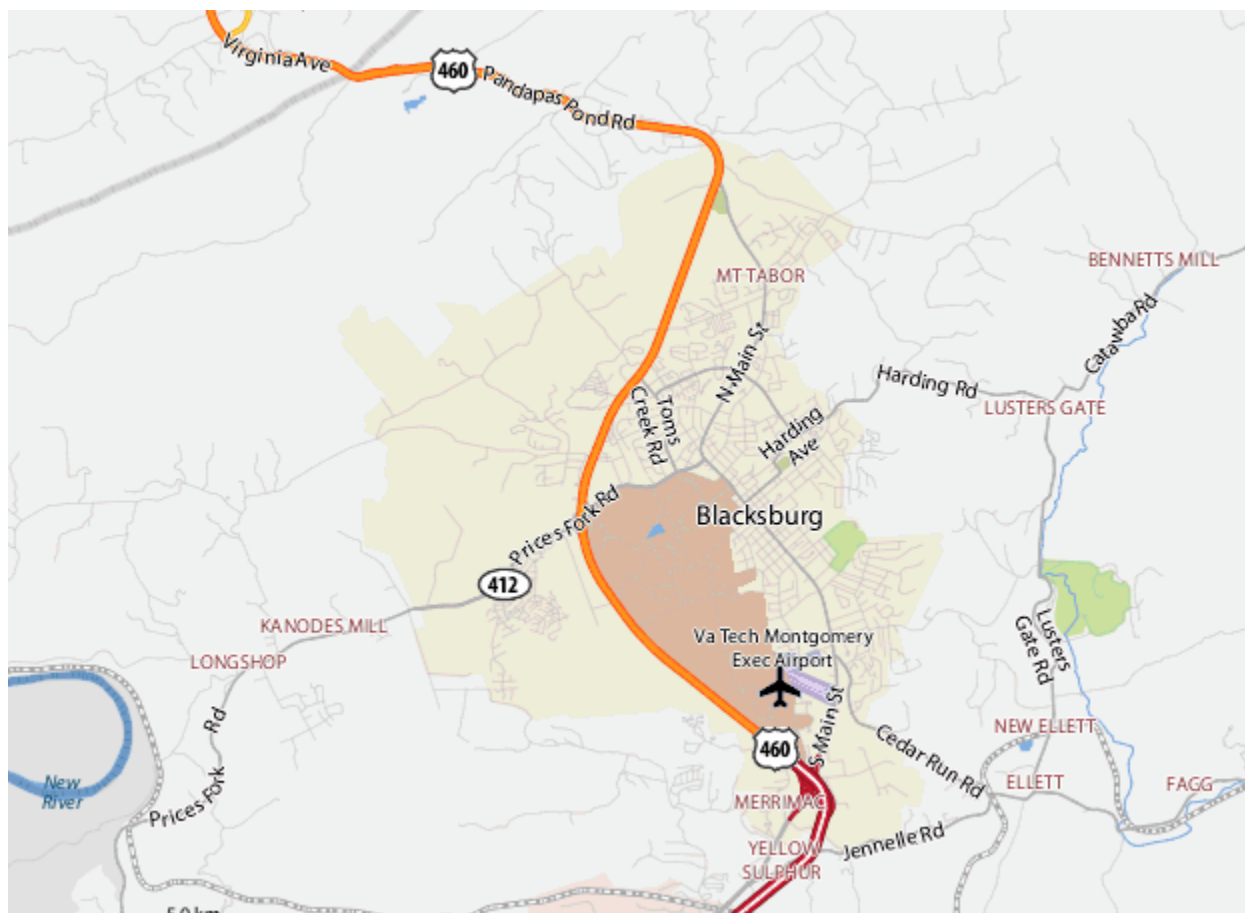 Virginia Ave
460
Pandapas Pond Rd
MT TABOR
BENNETTS MILL
Catawba Rd
N Main St
Harding Rd
LUSTERS GATE
Toms
Creek Rd
Harding
Ave
Prices Fork Rd
Blacksburg
412
KANODES MILL
LONGSHOP
Va Tech Montgomery
Exec Airport
Lusters
Gate Rd
S Main St
NEW ELLETT
Cedar Run Rd
460
ELLETT
FAGG
New
River
Prices Fork Rd
MERRIMAC
Jennelle Rd
YELLOW
SULPHUR